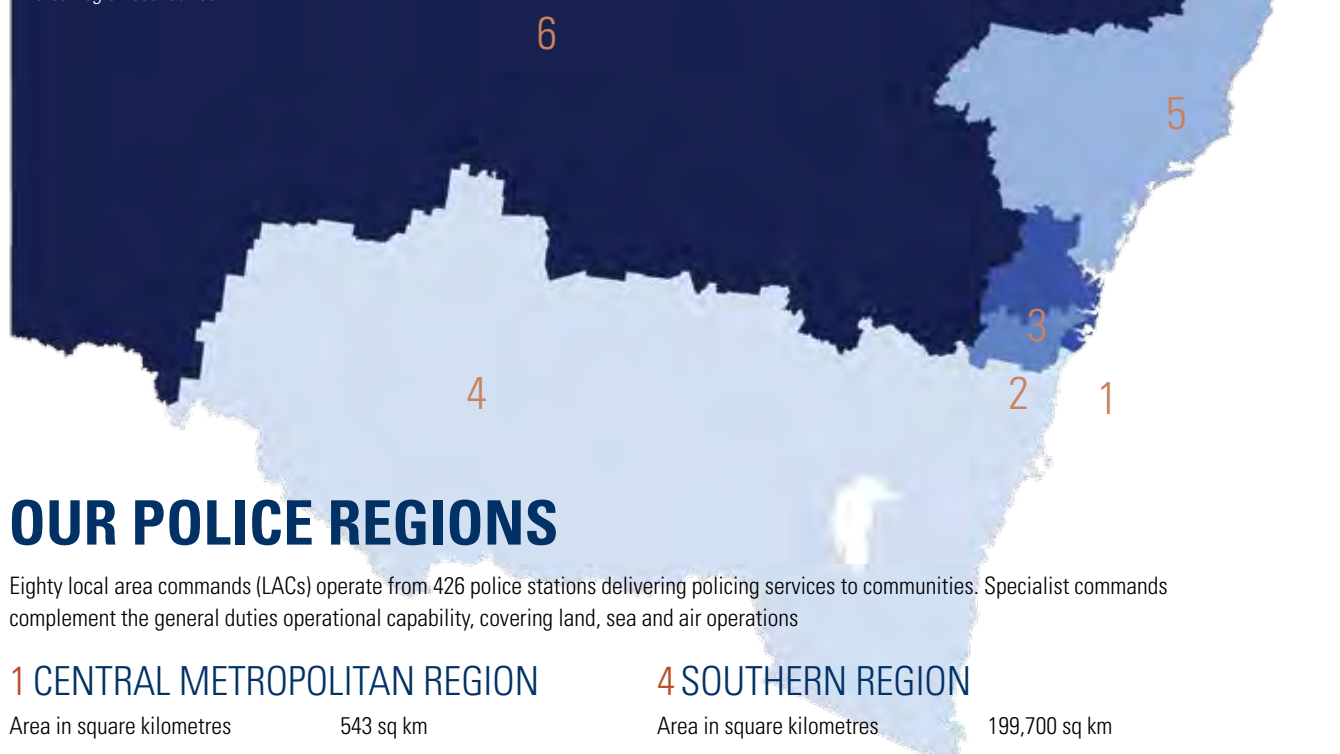 6
5
3
4
2
1
OUR POLICE REGIONS
Eighty local area commands (LACs) operate from 426 police stations delivering policing services to communities. Specialist commands
complement the general duties operational capability, covering land, sea and air operations
1 CENTRAL METROPOLITAN REGION
Area in square kilometres 543 sq km
4 SOUTHERN REGION
Area in square kilometres 199,700 sq km